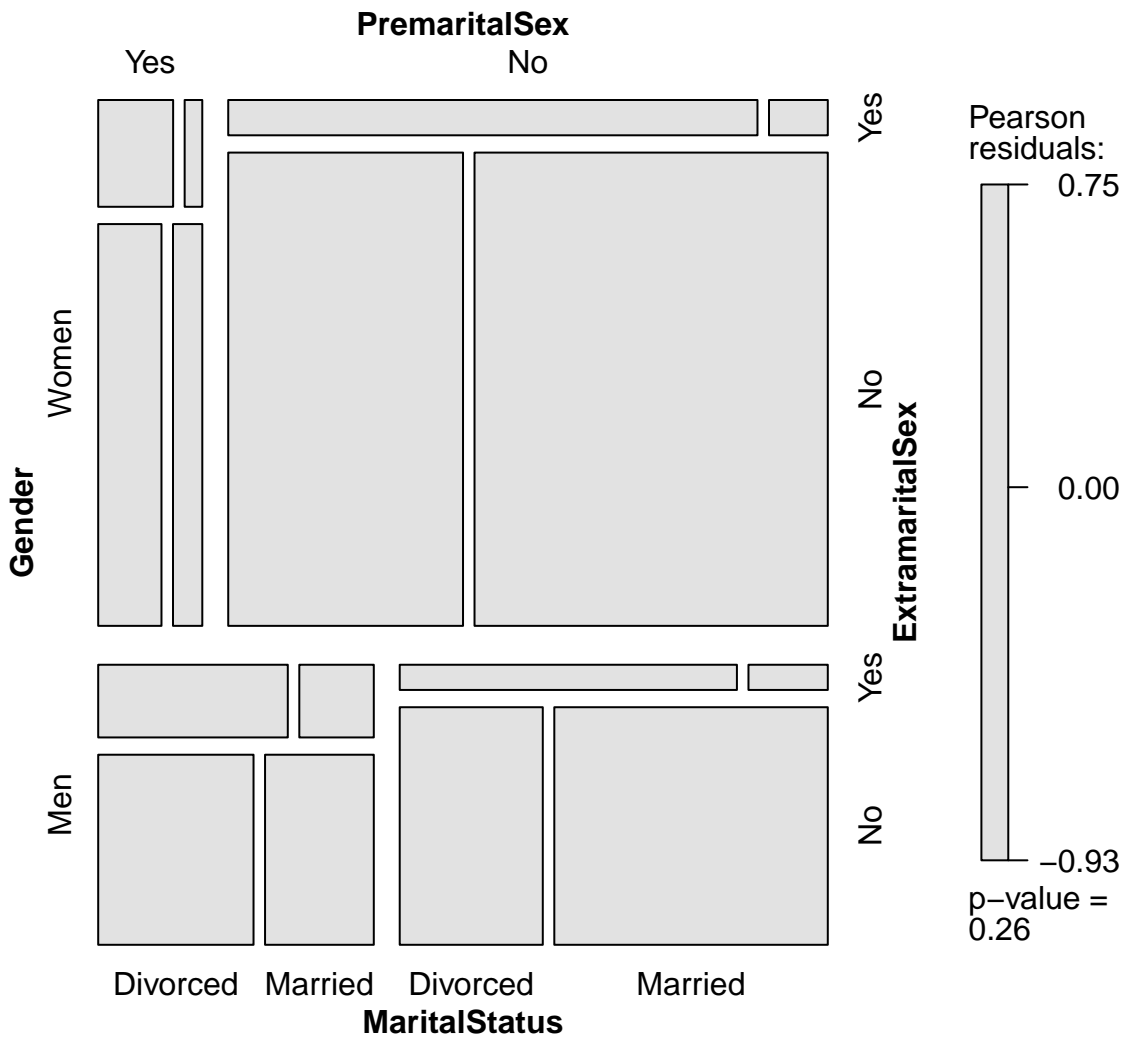 PremaritalSex
Yes No
Yes
Pearson
residuals:
0.75
Women
No
0.00
Gender
ExtramaritalSex
Yes
Men
No
−0.93
p−value =
0.26
Divorced Married Divorced Married
MaritalStatus